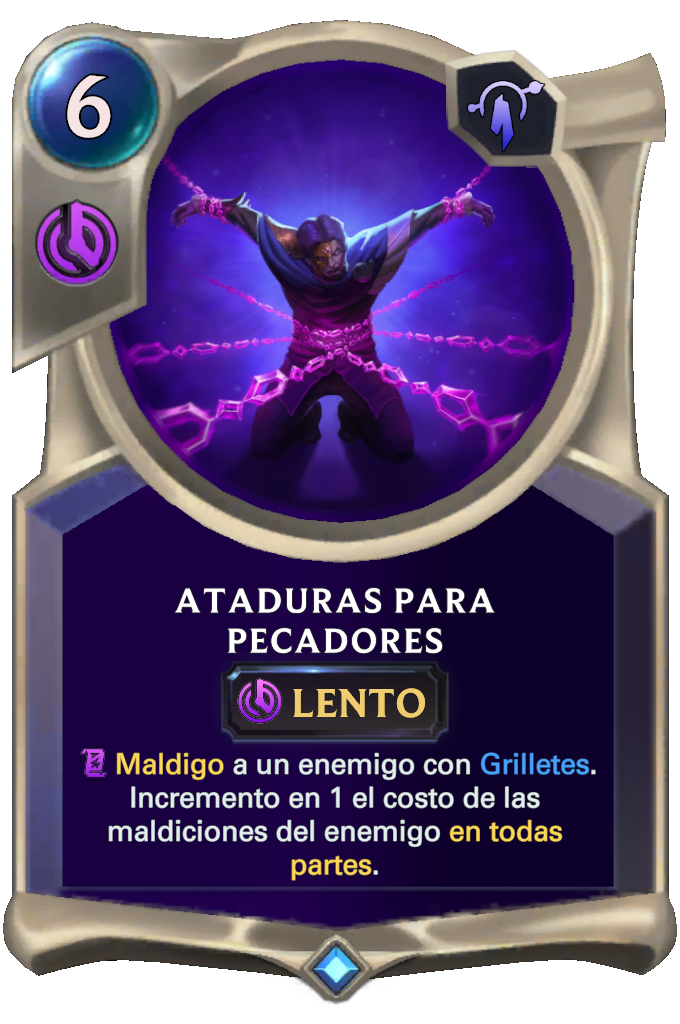 6
ATADURAS PARA
PECADORES
LENTO
Maldigo a un enemigo con Grilletes.
Incremento en 1 el costo de las
maldiciones del enemigo en todas
partes.